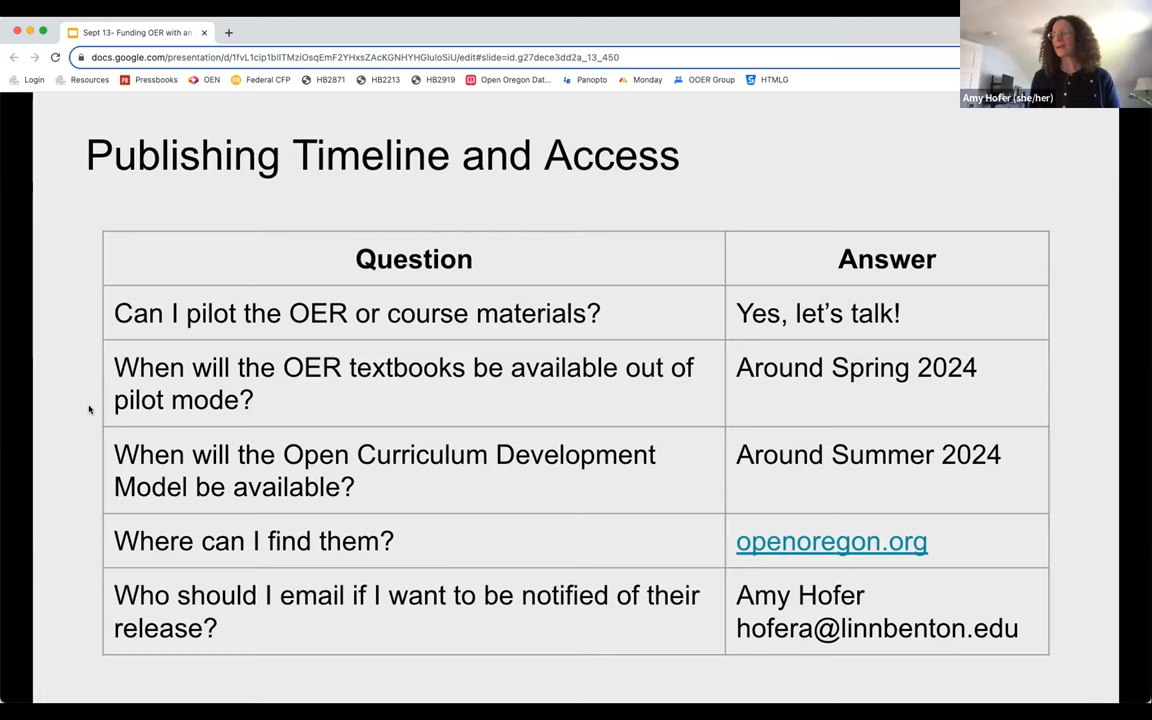 Sept 13- Funding OER with an
docs.google.com/presentation/d/1fvL1cip1bIITMziOsqEmF2YHxsZAcKGNHYHGluIoSiU/edit#slide=id.g27dece3dd2a_13_450
Login Resources Pressbooks OEN Federal CFP HB2871 HB2213 HB2919 Open Oregon Dat... Panopto Monday OOER Group HTMLG
Amy Hofer (she/her)
Publishing Timeline and Access
Question Answer
Can I pilot the OER or course materials? Yes, let's talk!
When will the OER textbooks be available out of Around Spring 2024
pilot mode?
When will the Open Curriculum Development Around Summer 2024
Model be available?
Where can I find them? openoregon.org
Who should I email if I want to be notified of their Amy Hofer
release? hofera@linnbenton.edu